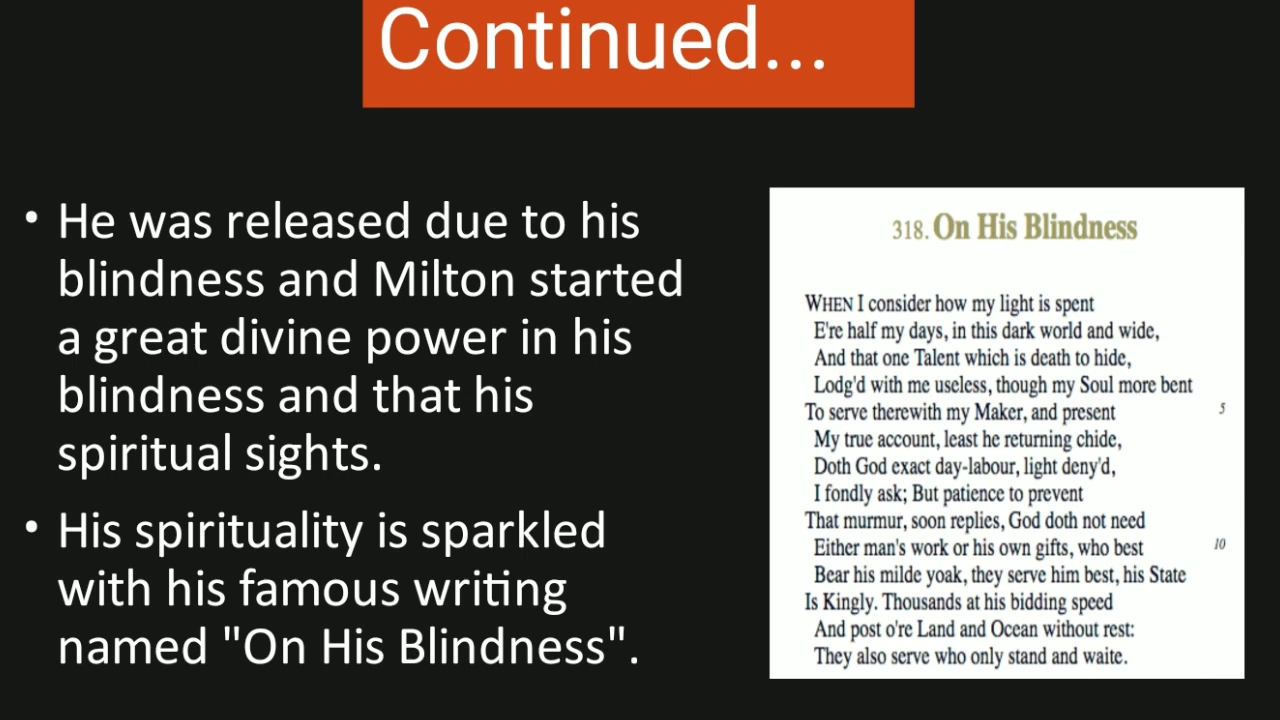 Continued...
• He was released due to his
blindness and Milton started
a great divine power in his
blindness and that his
spiritual sights.
• His spirituality is sparkled
with his famous writing
named "On His Blindness".
318. On His Blindness
WHEN I consider how my light is spent
E're half my days, in this dark world and wide,
And that one Talent which is death to hide,
Lodg'd with me useless, though my Soul more bent
To serve therewith my Maker, and present 5
My true account, least he returning chide,
Doth God exact day-labour, light deny'd,
I fondly ask; But patience to prevent
That murmur, soon replies, God doth not need
Either man's work or his own gifts, who best 10
Bear his milde yoak, they serve him best, his State
Is Kingly. Thousands at his bidding speed
And post o're Land and Ocean without rest:
They also serve who only stand and waite.